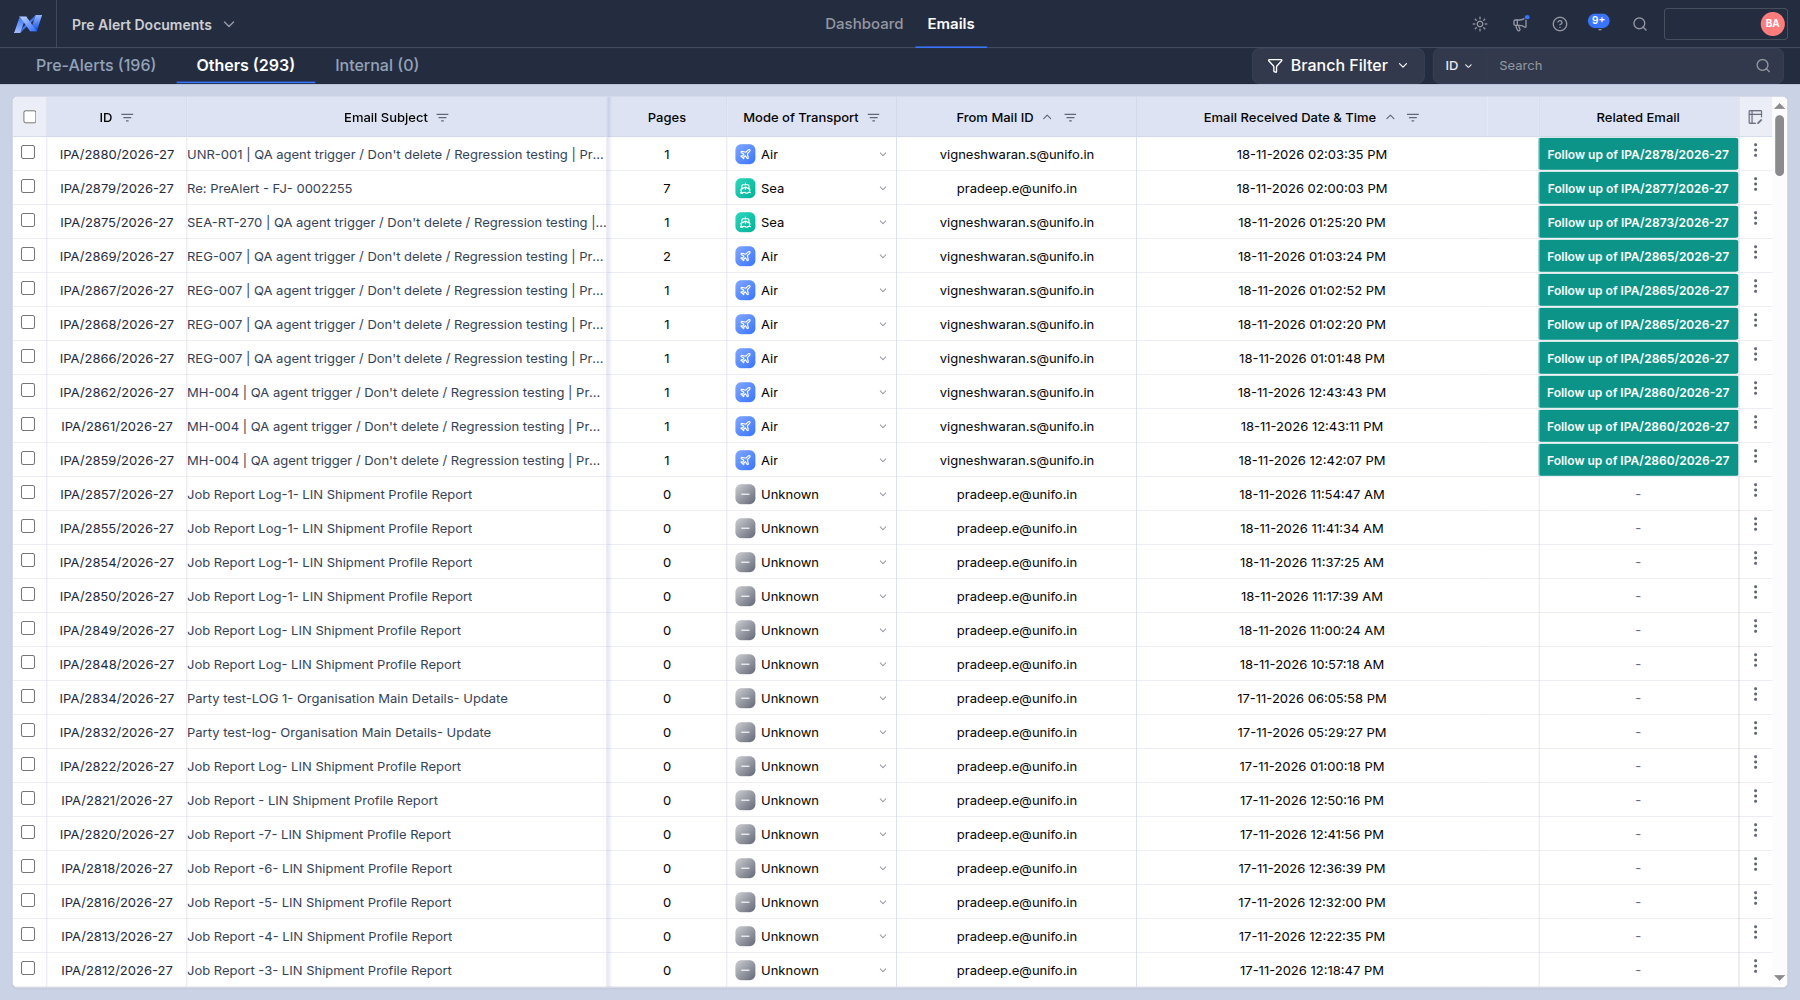 Pre Alert Documents Dashboard Emails 9+ BA
Pre-Alerts (196) Others (293) Internal (0) Branch Filter ID Search
ID Email Subject Pages Mode of Transport From Mail ID Email Received Date & Time Related Email
IPA/2880/2026-27 UNR-001 | QA agent trigger / Don't delete / Regression testing | Pr... 1 Air vigneshwaran.s@unifo.in 18-11-2026 02:03:35 PM Follow up of IPA/2878/2026-27
IPA/2879/2026-27 Re: PreAlert - FJ- 0002255 7 Sea pradeep.e@unifo.in 18-11-2026 02:00:03 PM Follow up of IPA/2877/2026-27
IPA/2875/2026-27 SEA-RT-270 | QA agent trigger / Don't delete / Regression testing |... 1 Sea vigneshwaran.s@unifo.in 18-11-2026 01:25:20 PM Follow up of IPA/2873/2026-27
IPA/2869/2026-27 REG-007 | QA agent trigger / Don't delete / Regression testing | Pr... 2 Air vigneshwaran.s@unifo.in 18-11-2026 01:03:24 PM Follow up of IPA/2865/2026-27
IPA/2867/2026-27 REG-007 | QA agent trigger / Don't delete / Regression testing | Pr... 1 Air vigneshwaran.s@unifo.in 18-11-2026 01:02:52 PM Follow up of IPA/2865/2026-27
IPA/2868/2026-27 REG-007 | QA agent trigger / Don't delete / Regression testing | Pr... 1 Air vigneshwaran.s@unifo.in 18-11-2026 01:02:20 PM Follow up of IPA/2865/2026-27
IPA/2866/2026-27 REG-007 | QA agent trigger / Don't delete / Regression testing | Pr... 1 Air vigneshwaran.s@unifo.in 18-11-2026 01:01:48 PM Follow up of IPA/2865/2026-27
IPA/2862/2026-27 MH-004 | QA agent trigger / Don't delete / Regression testing | Pr... 1 Air vigneshwaran.s@unifo.in 18-11-2026 12:43:43 PM Follow up of IPA/2860/2026-27
IPA/2861/2026-27 MH-004 | QA agent trigger / Don't delete / Regression testing | Pr... 1 Air vigneshwaran.s@unifo.in 18-11-2026 12:43:11 PM Follow up of IPA/2860/2026-27
IPA/2859/2026-27 MH-004 | QA agent trigger / Don't delete / Regression testing | Pr... 1 Air vigneshwaran.s@unifo.in 18-11-2026 12:42:07 PM Follow up of IPA/2860/2026-27
IPA/2857/2026-27 Job Report Log-1- LIN Shipment Profile Report 0 Unknown pradeep.e@unifo.in 18-11-2026 11:54:47 AM -
IPA/2855/2026-27 Job Report Log-1- LIN Shipment Profile Report 0 Unknown pradeep.e@unifo.in 18-11-2026 11:41:34 AM -
IPA/2854/2026-27 Job Report Log-1- LIN Shipment Profile Report 0 Unknown pradeep.e@unifo.in 18-11-2026 11:37:25 AM -
IPA/2850/2026-27 Job Report Log-1- LIN Shipment Profile Report 0 Unknown pradeep.e@unifo.in 18-11-2026 11:17:39 AM -
IPA/2849/2026-27 Job Report Log- LIN Shipment Profile Report 0 Unknown pradeep.e@unifo.in 18-11-2026 11:00:24 AM -
IPA/2848/2026-27 Job Report Log- LIN Shipment Profile Report 0 Unknown pradeep.e@unifo.in 18-11-2026 10:57:18 AM -
IPA/2834/2026-27 Party test-LOG 1- Organisation Main Details- Update 0 Unknown pradeep.e@unifo.in 17-11-2026 06:05:58 PM -
IPA/2832/2026-27 Party test-log- Organisation Main Details- Update 0 Unknown pradeep.e@unifo.in 17-11-2026 05:29:27 PM -
IPA/2822/2026-27 Job Report Log- LIN Shipment Profile Report 0 Unknown pradeep.e@unifo.in 17-11-2026 01:00:18 PM -
IPA/2821/2026-27 Job Report - LIN Shipment Profile Report 0 Unknown pradeep.e@unifo.in 17-11-2026 12:50:16 PM -
IPA/2820/2026-27 Job Report -7- LIN Shipment Profile Report 0 Unknown pradeep.e@unifo.in 17-11-2026 12:41:56 PM -
IPA/2818/2026-27 Job Report -6- LIN Shipment Profile Report 0 Unknown pradeep.e@unifo.in 17-11-2026 12:36:39 PM -
IPA/2816/2026-27 Job Report -5- LIN Shipment Profile Report 0 Unknown pradeep.e@unifo.in 17-11-2026 12:32:00 PM -
IPA/2813/2026-27 Job Report -4- LIN Shipment Profile Report 0 Unknown pradeep.e@unifo.in 17-11-2026 12:22:35 PM -
IPA/2812/2026-27 Job Report -3- LIN Shipment Profile Report 0 Unknown pradeep.e@unifo.in 17-11-2026 12:18:47 PM -